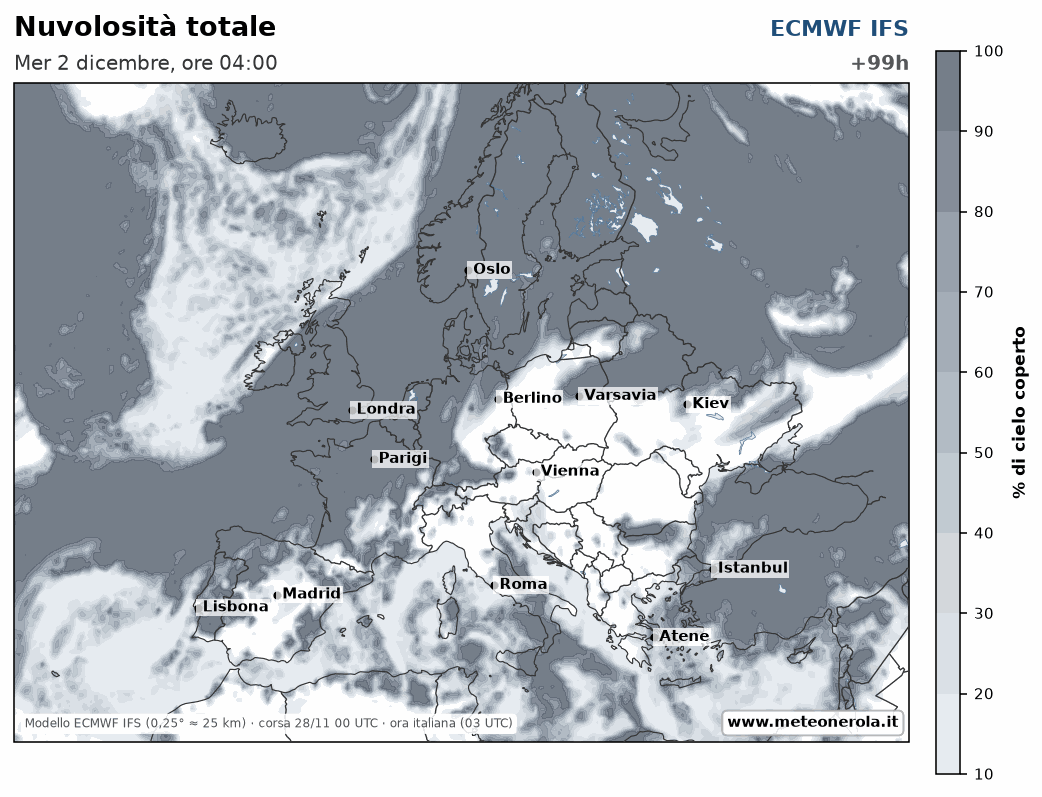 Nuvolosità totale
ECMWF IFS
Mer 2 dicembre, ore 04:00
+99h
100
90
80
70
60
50
40
30
20
10
% di cielo coperto
Oslo
Berlino
Varsavia
Kiev
Londra
Parigi
Vienna
Istanbul
Madrid
Roma
Lisbona
Atene
Modello ECMWF IFS (0,25° ≈ 25 km) · corsa 28/11 00 UTC · ora italiana (03 UTC)
www.meteonerola.it